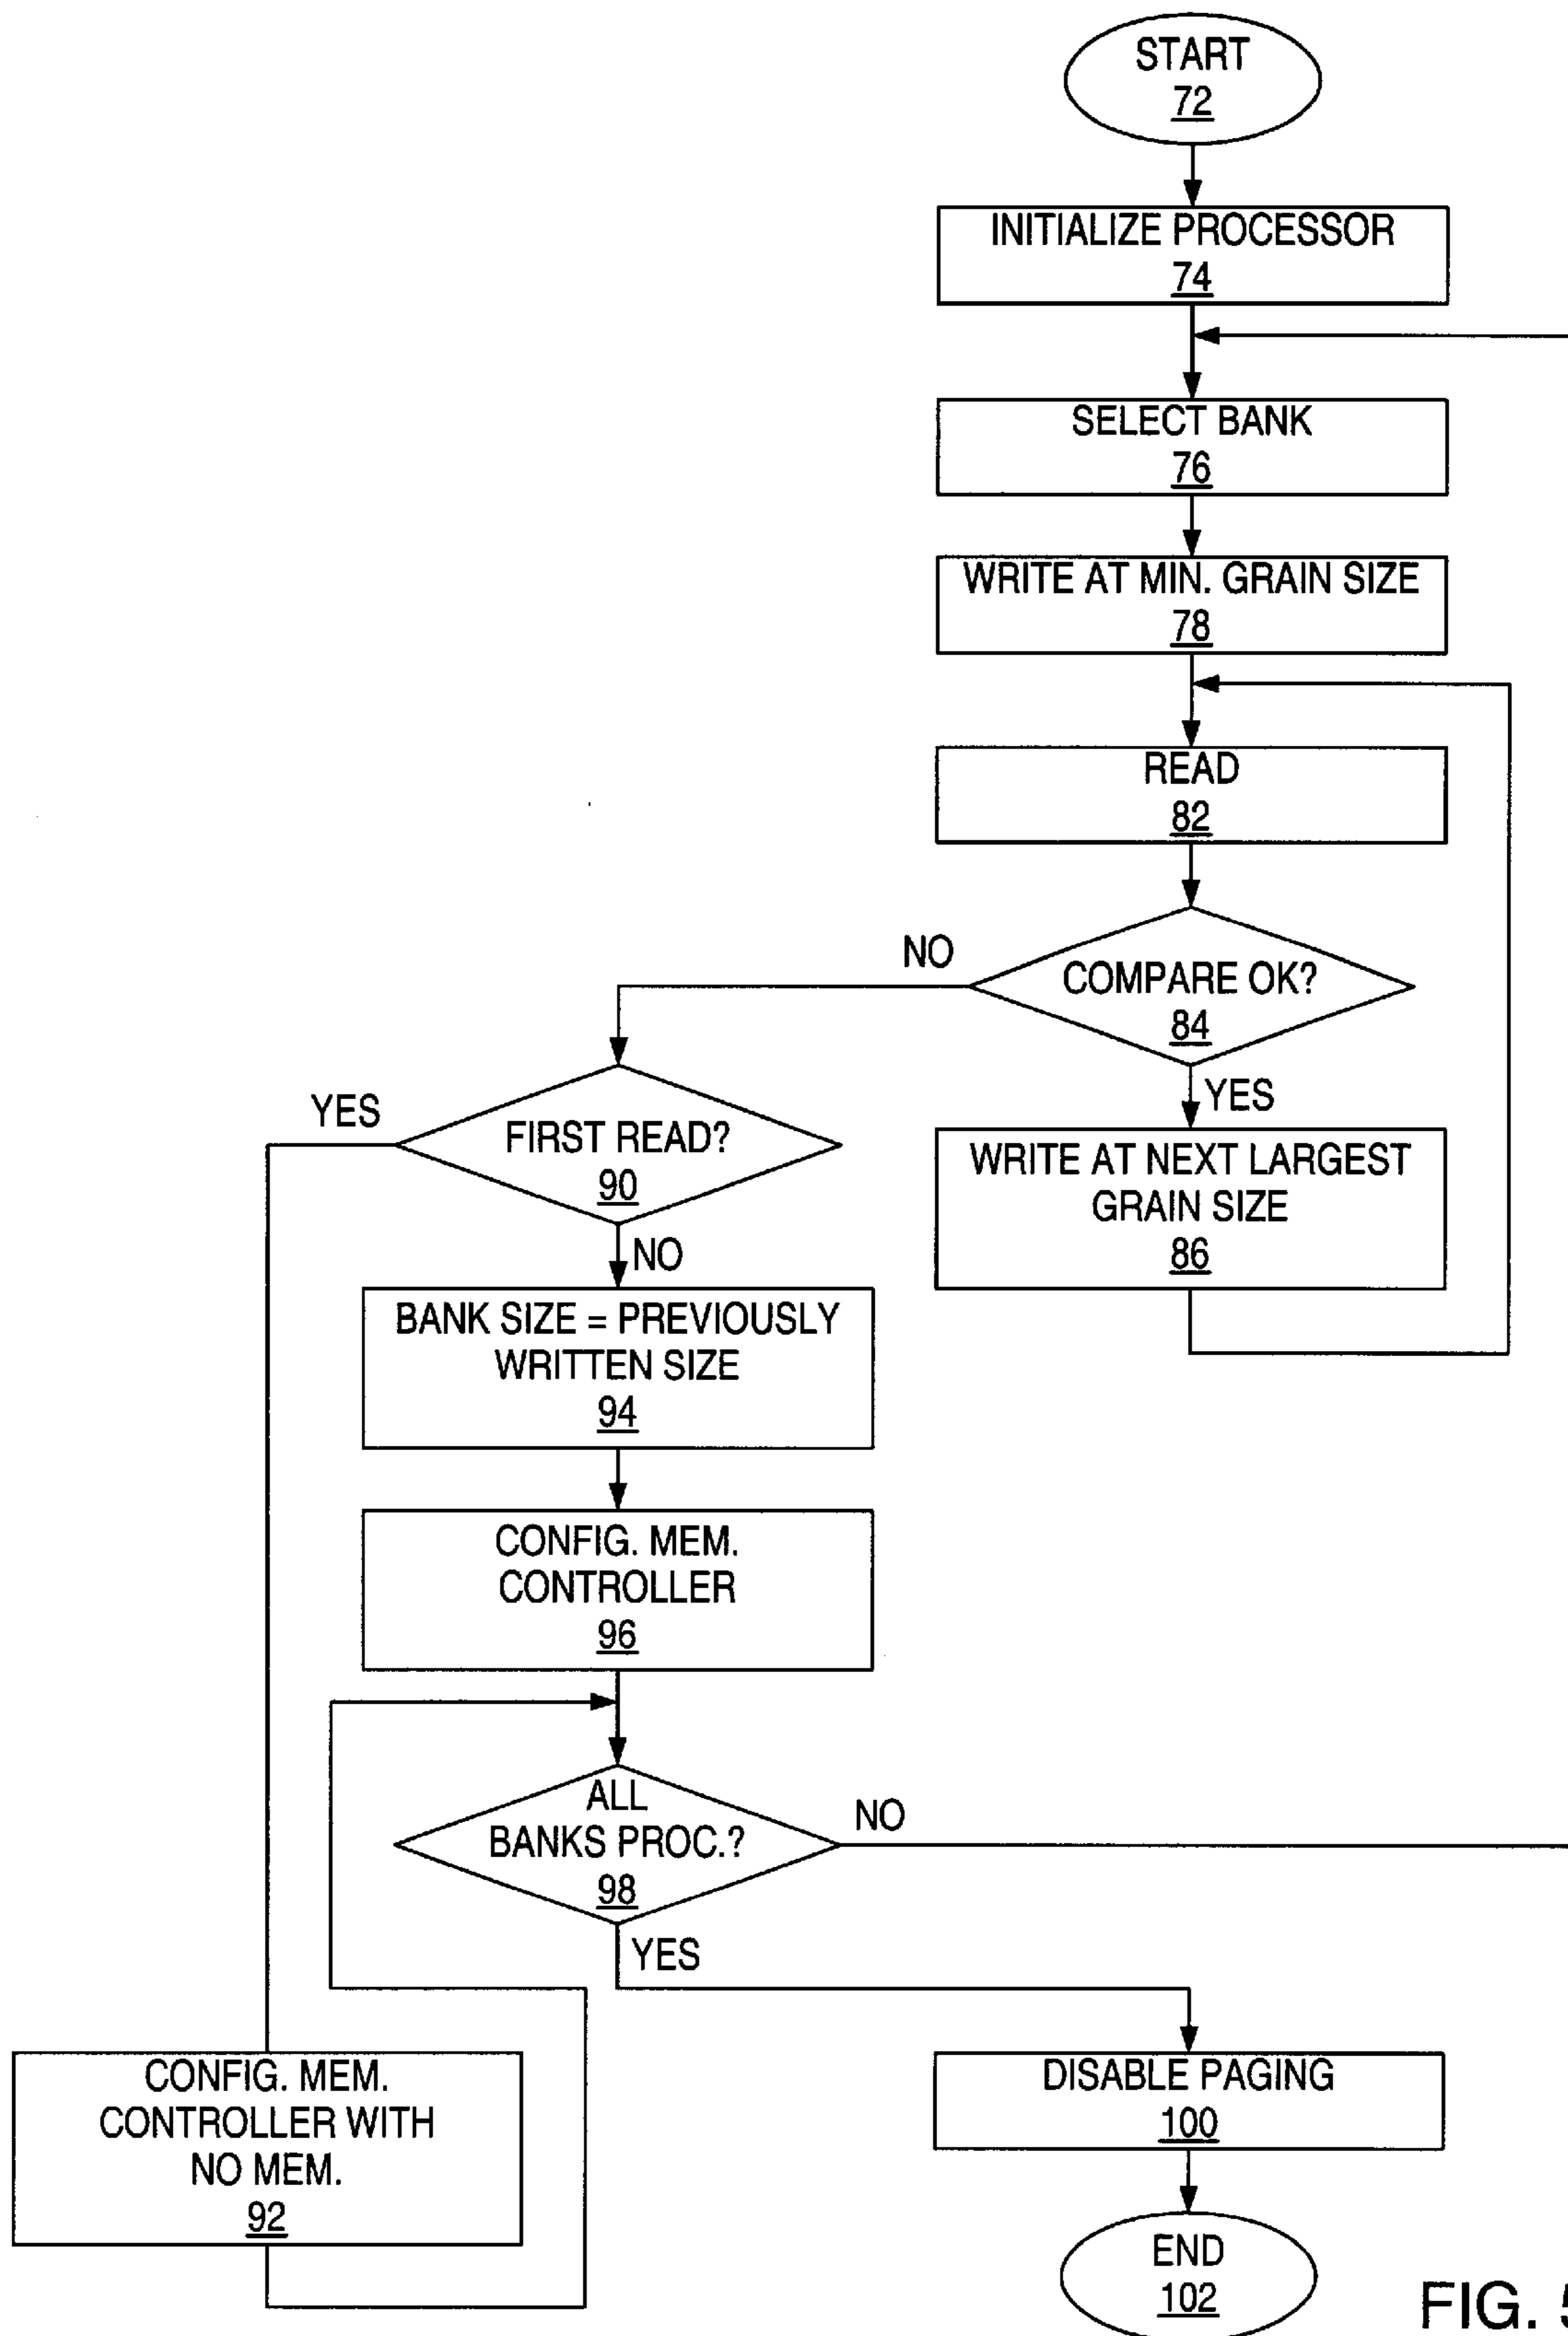 START
72
INITIALIZE PROCESSOR
74
SELECT BANK
76
WRITE AT MIN. GRAIN SIZE
78
READ
82
COMPARE OK?
84
NO
YES
WRITE AT NEXT LARGEST
GRAIN SIZE
86
FIRST READ?
90
YES
NO
BANK SIZE = PREVIOUSLY
WRITTEN SIZE
94
CONFIG. MEM.
CONTROLLER
96
ALL
BANKS PROC.?
98
NO
YES
CONFIG. MEM.
CONTROLLER WITH
NO MEM.
92
DISABLE PAGING
100
END
102
FIG. 5